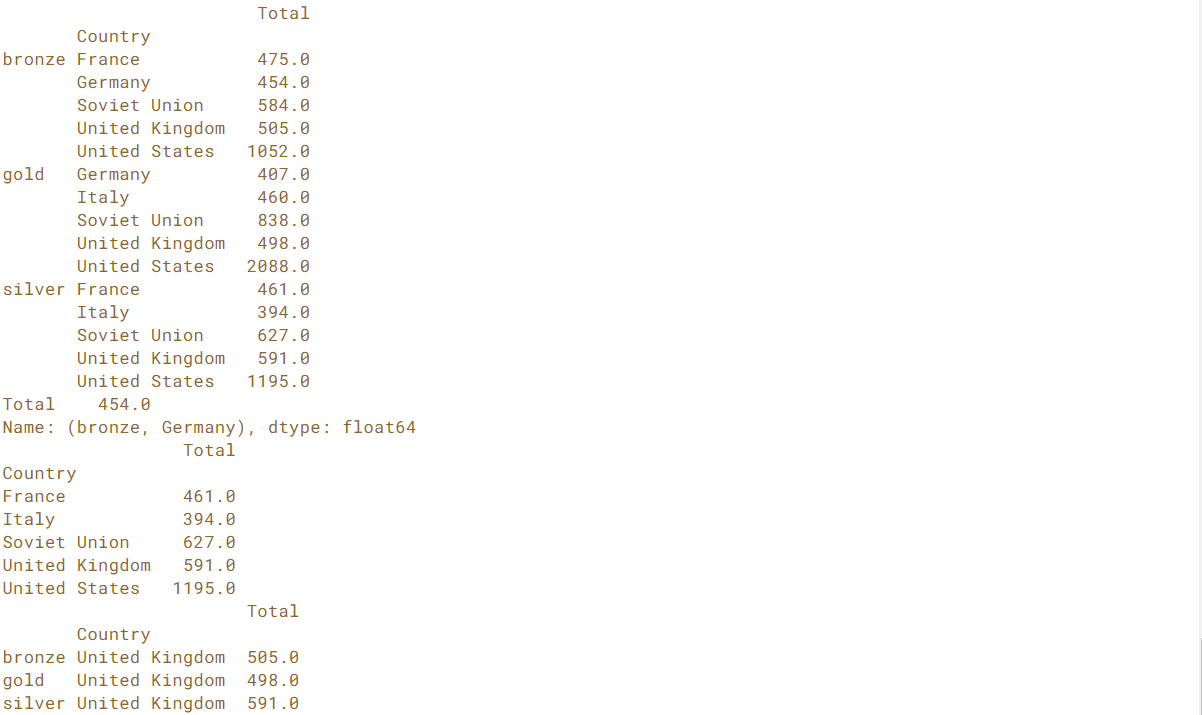 Total
       Country
bronze France           475.0
       Germany          454.0
       Soviet Union     584.0
       United Kingdom   505.0
       United States   1052.0
gold   Germany          407.0
       Italy            460.0
       Soviet Union     838.0
       United Kingdom   498.0
       United States   2088.0
silver France           461.0
       Italy            394.0
       Soviet Union     627.0
       United Kingdom   591.0
       United States   1195.0
Total    454.0
Name: (bronze, Germany), dtype: float64
                 Total
Country
France           461.0
Italy            394.0
Soviet Union     627.0
United Kingdom   591.0
United States   1195.0
                       Total
       Country
bronze United Kingdom  505.0
gold   United Kingdom  498.0
silver United Kingdom  591.0